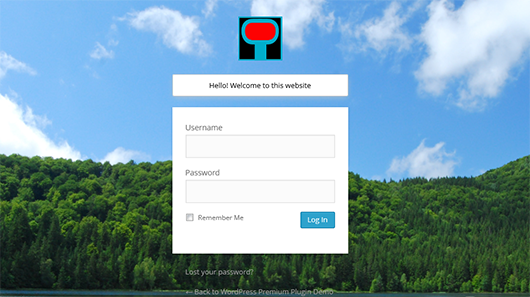 Hello! Welcome to this website
Username
Password
Remember Me
Log In
Lost your password?
← Back to WordPress Premium Plugin Demo